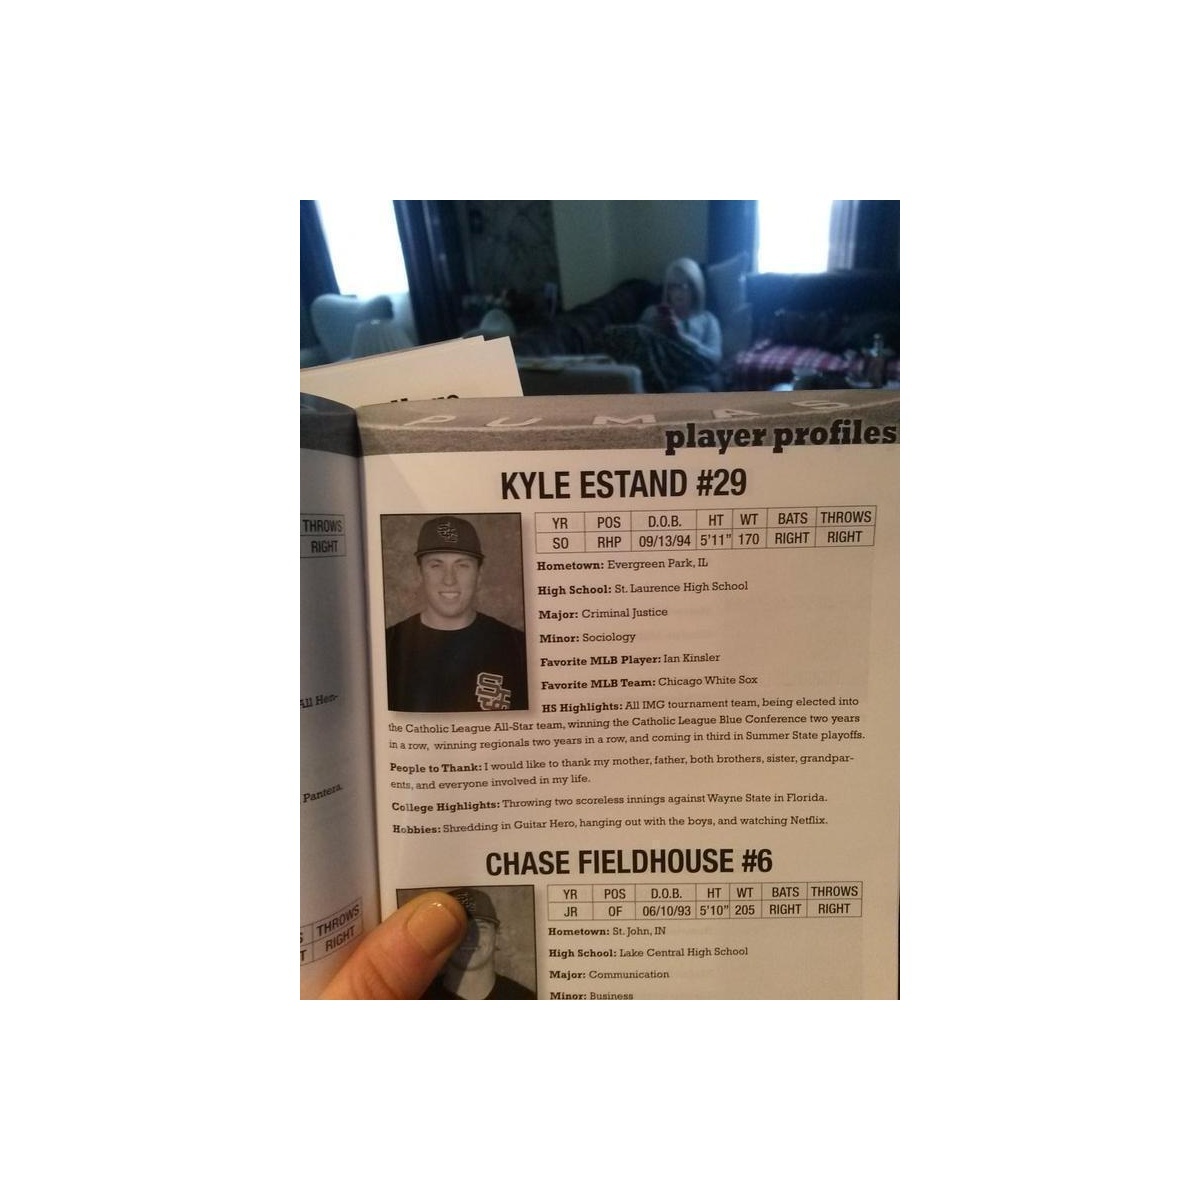 PUMAS
player profiles
KYLE ESTAND #29
YR POS D.O.B. HT WT BATS THROWS
SO RHP 09/13/94 5'11" 170 RIGHT RIGHT
Hometown: Evergreen Park, IL
High School: St. Laurence High School
Major: Criminal Justice
Minor: Sociology
Favorite MLB Player: Ian Kinsler
Favorite MLB Team: Chicago White Sox
HS Highlights: All IMG tournament team, being elected into
the Catholic League All-Star team, winning the Catholic League Blue Conference two years
in a row, winning regionals two years in a row, and coming in third in Summer State playoffs.
People to Thank: I would like to thank my mother, father, both brothers, sister, grandpar-
ents, and everyone involved in my life.
College Highlights: Throwing two scoreless innings against Wayne State in Florida.
Hobbies: Shredding in Guitar Hero, hanging out with the boys, and watching Netflix.
CHASE FIELDHOUSE #6
YR POS D.O.B. HT WT BATS THROWS
JR OF 06/10/93 5'10" 205 RIGHT RIGHT
Hometown: St. John, IN
High School: Lake Central High School
Major: Communication
Minor: Business
THROWS
RIGHT
All Hen-
Pantera.
THROWS
RIGHT